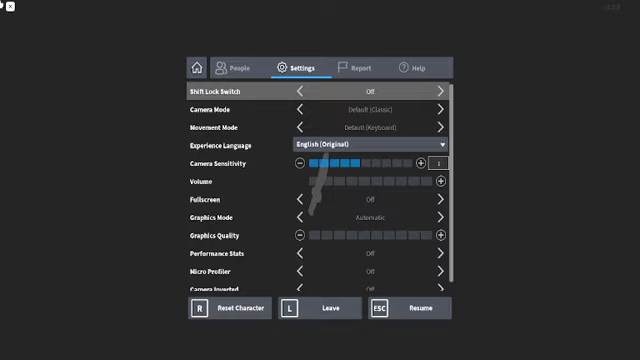 People Settings Report Help
Shift Lock Switch Off
Camera Mode Default (Classic)
Movement Mode Default (Keyboard)
Experience Language English (Original)
Camera Sensitivity 1
Volume
Fullscreen Off
Graphics Mode Automatic
Graphics Quality
Performance Stats Off
Micro Profiler Off
Camera Inverted Off
R Reset Character L Leave ESC Resume